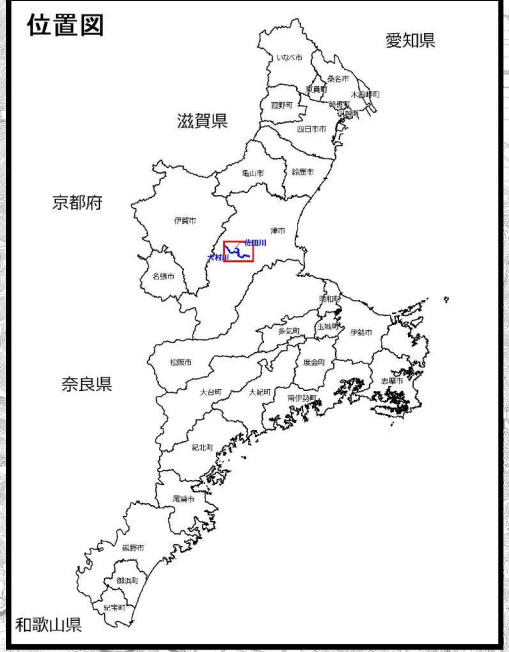 位置図
愛知県
いなべ市
桑名市
東員町
木曽岬町
菰野町
朝日町
川越町
四日市市
滋賀県
亀山市
鈴鹿市
京都府
伊賀市
津市
佐田川
大村川
名張市
明和町
多気町
玉城町
伊勢市
松阪市
度会町
奈良県
志摩市
大台町
大紀町
南伊勢町
紀北町
尾鷲市
熊野市
御浜町
紀宝町
和歌山県